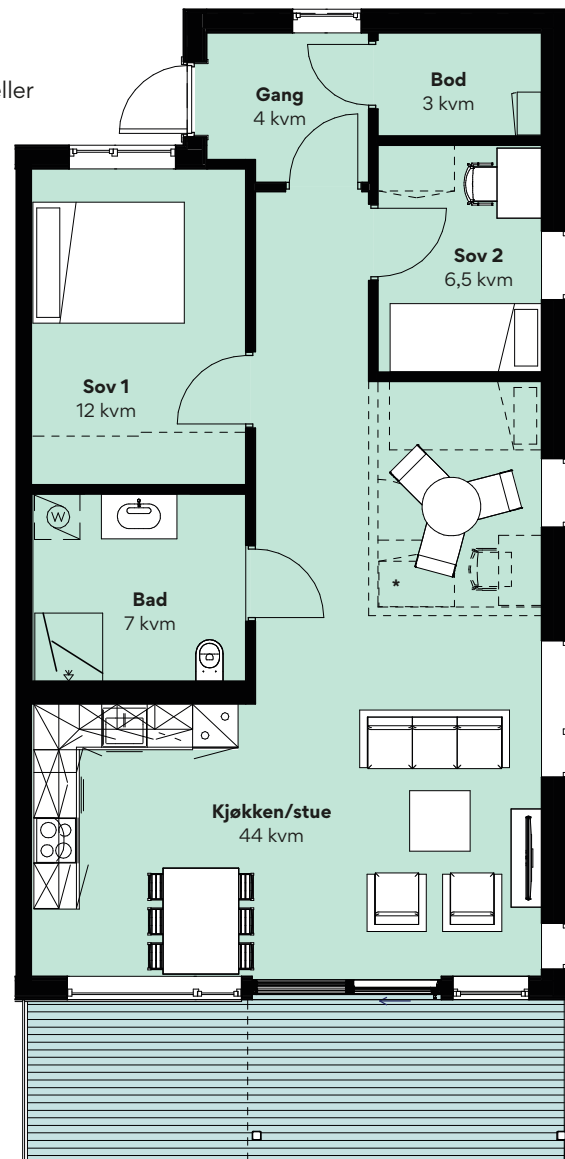 ller
Gang
4 kvm
Bod
3 kvm
Sov 2
6,5 kvm
Sov 1
12 kvm
W
Bad
7 kvm
*
Kjøkken/stue
44 kvm